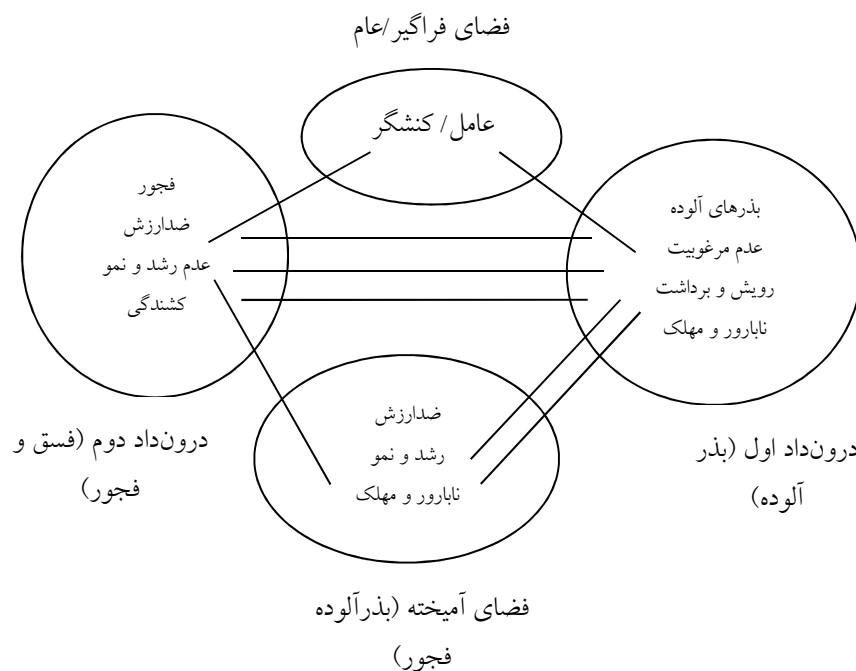 فضای فراگیر/عام
عامل/ کنشگر
بذرهای آلوده
عدم مرغوبیت
رویش و برداشت
نابارور و مهلک
فجور
ضدارزش
عدم رشد و نمو
کشندگی
درون‌داد اول (بذر
آلوده)
درون‌داد دوم (فسق و
فجور)
ضدارزش
رشد و نمو
نابارور و مهلک
فضای آمیخته (بذرآلوده
فجور)